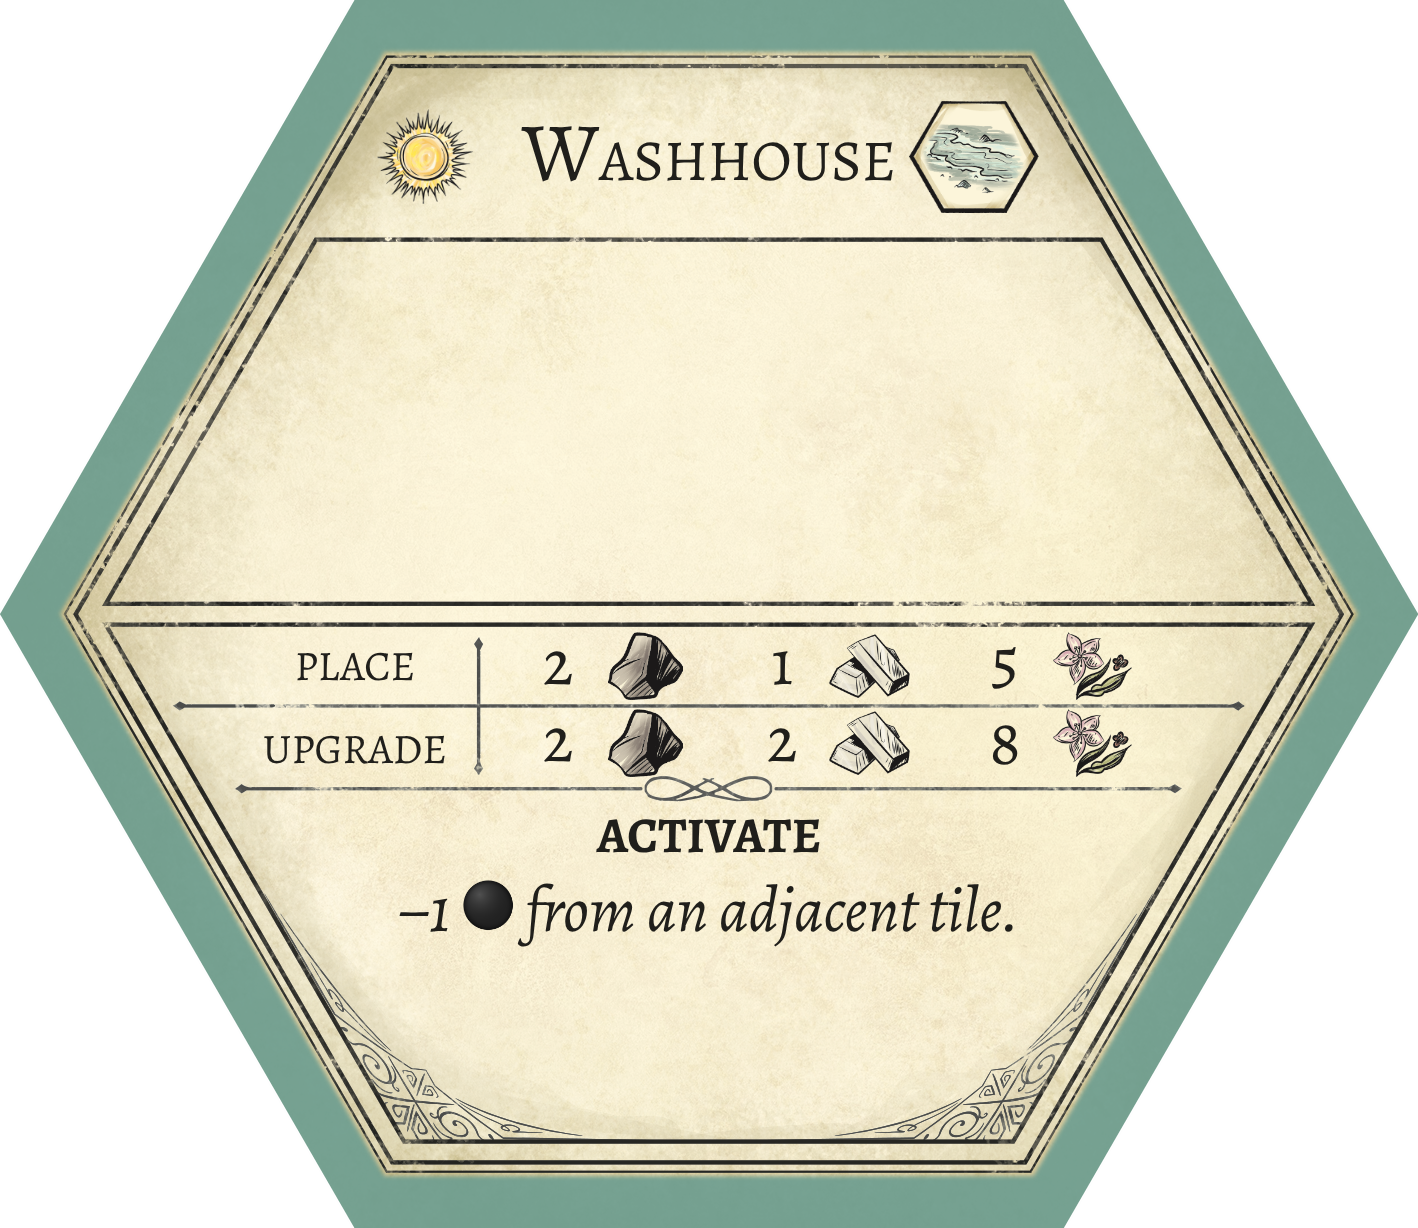 Washhouse
PLACE 2 1 5
UPGRADE 2 2 8
ACTIVATE
–1 from an adjacent tile.